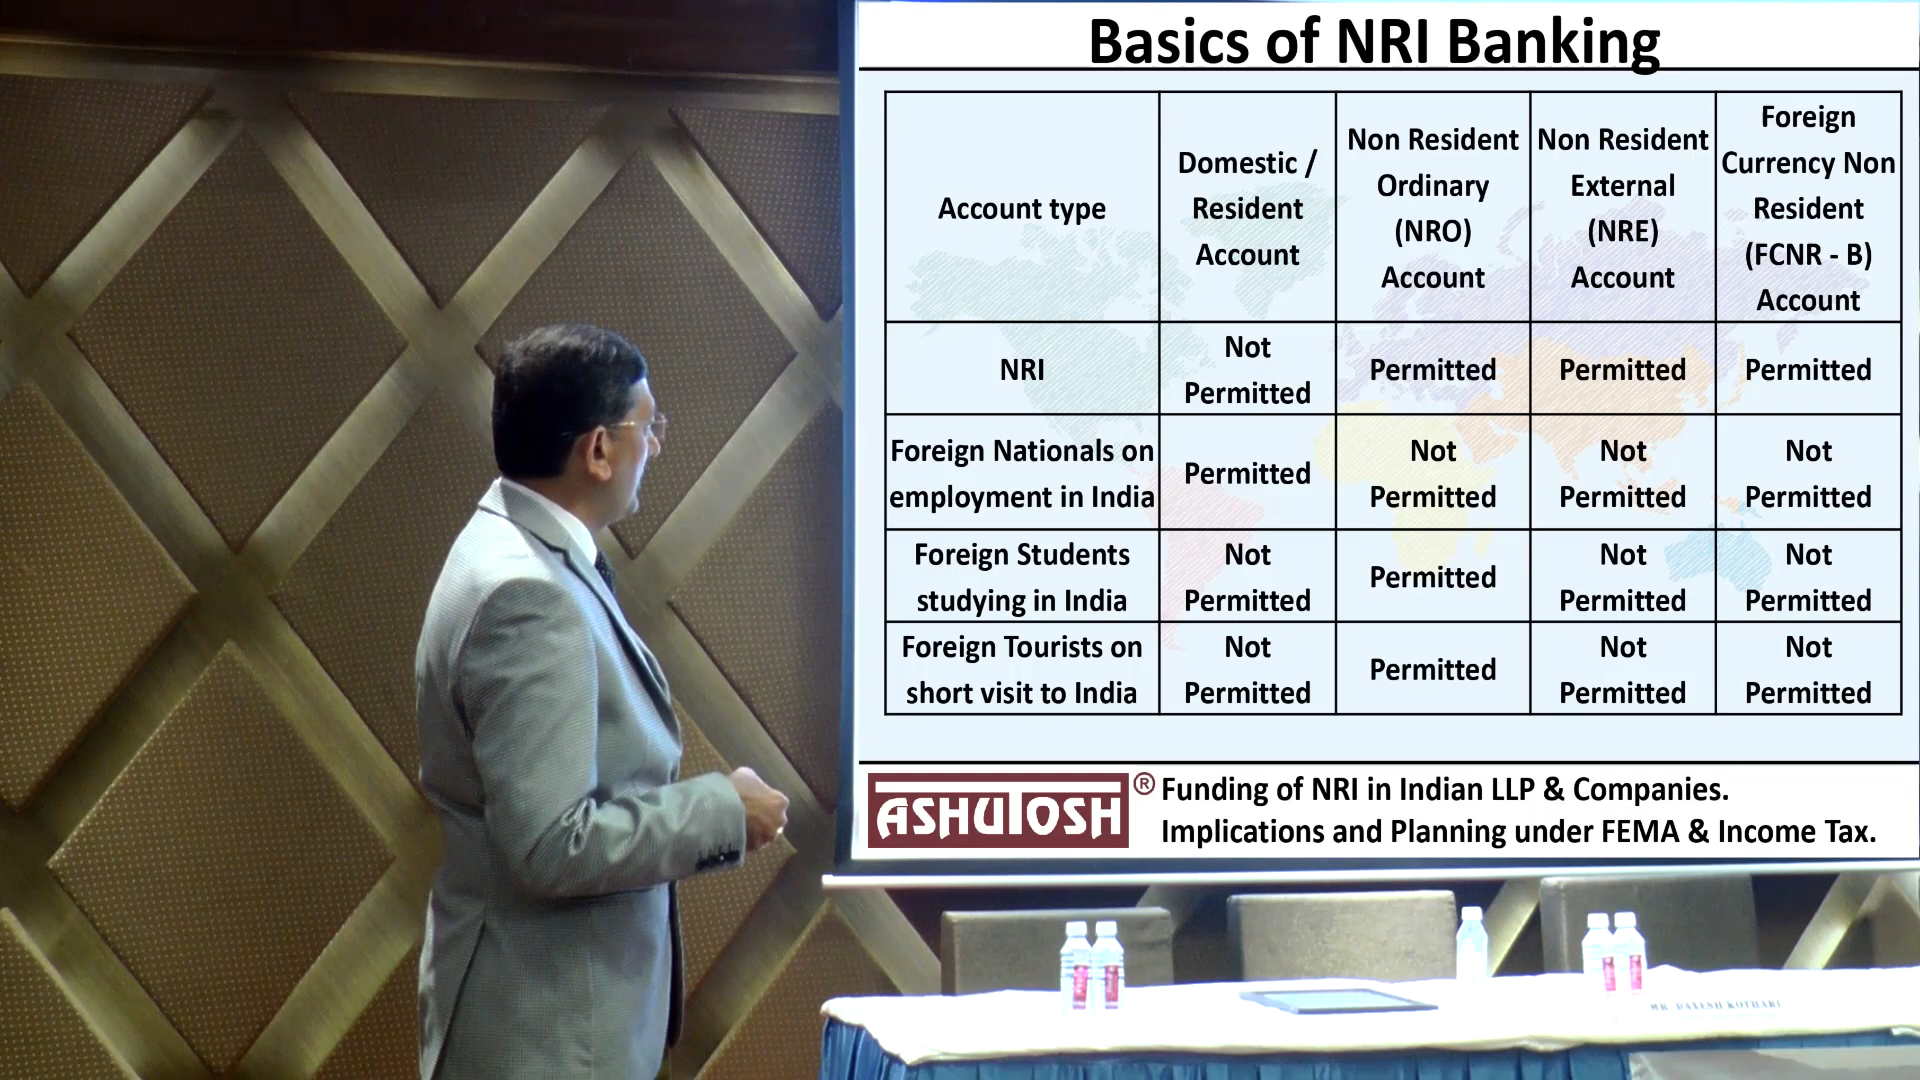 Basics of NRI Banking
Account type
Domestic /
Resident
Account
Non Resident
Ordinary
(NRO)
Account
Non Resident
External
(NRE)
Account
Foreign
Currency Non
Resident
(FCNR - B)
Account
NRI
Not
Permitted
Permitted
Permitted
Permitted
Foreign Nationals on
employment in India
Permitted
Not
Permitted
Not
Permitted
Not
Permitted
Foreign Students
studying in India
Not
Permitted
Permitted
Not
Permitted
Not
Permitted
Foreign Tourists on
short visit to India
Not
Permitted
Permitted
Not
Permitted
Not
Permitted
ASHUTOSH ®
Funding of NRI in Indian LLP & Companies.
Implications and Planning under FEMA & Income Tax.
MR. DAXESH KOTHARI